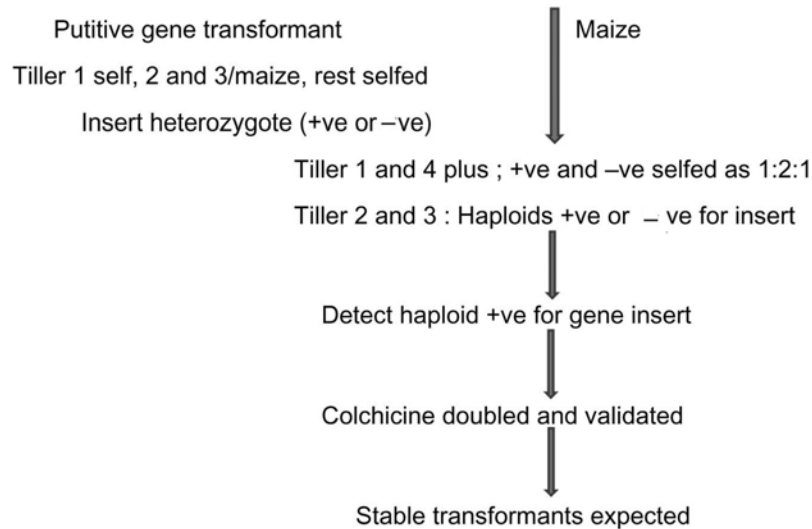 Putitive gene transformant
Maize
Tiller 1 self, 2 and 3/maize, rest selfed
Insert heterozygote (+ve or –ve)
Tiller 1 and 4 plus ; +ve and –ve selfed as 1:2:1
Tiller 2 and 3 : Haploids +ve or – ve for insert
Detect haploid +ve for gene insert
Colchicine doubled and validated
Stable transformants expected